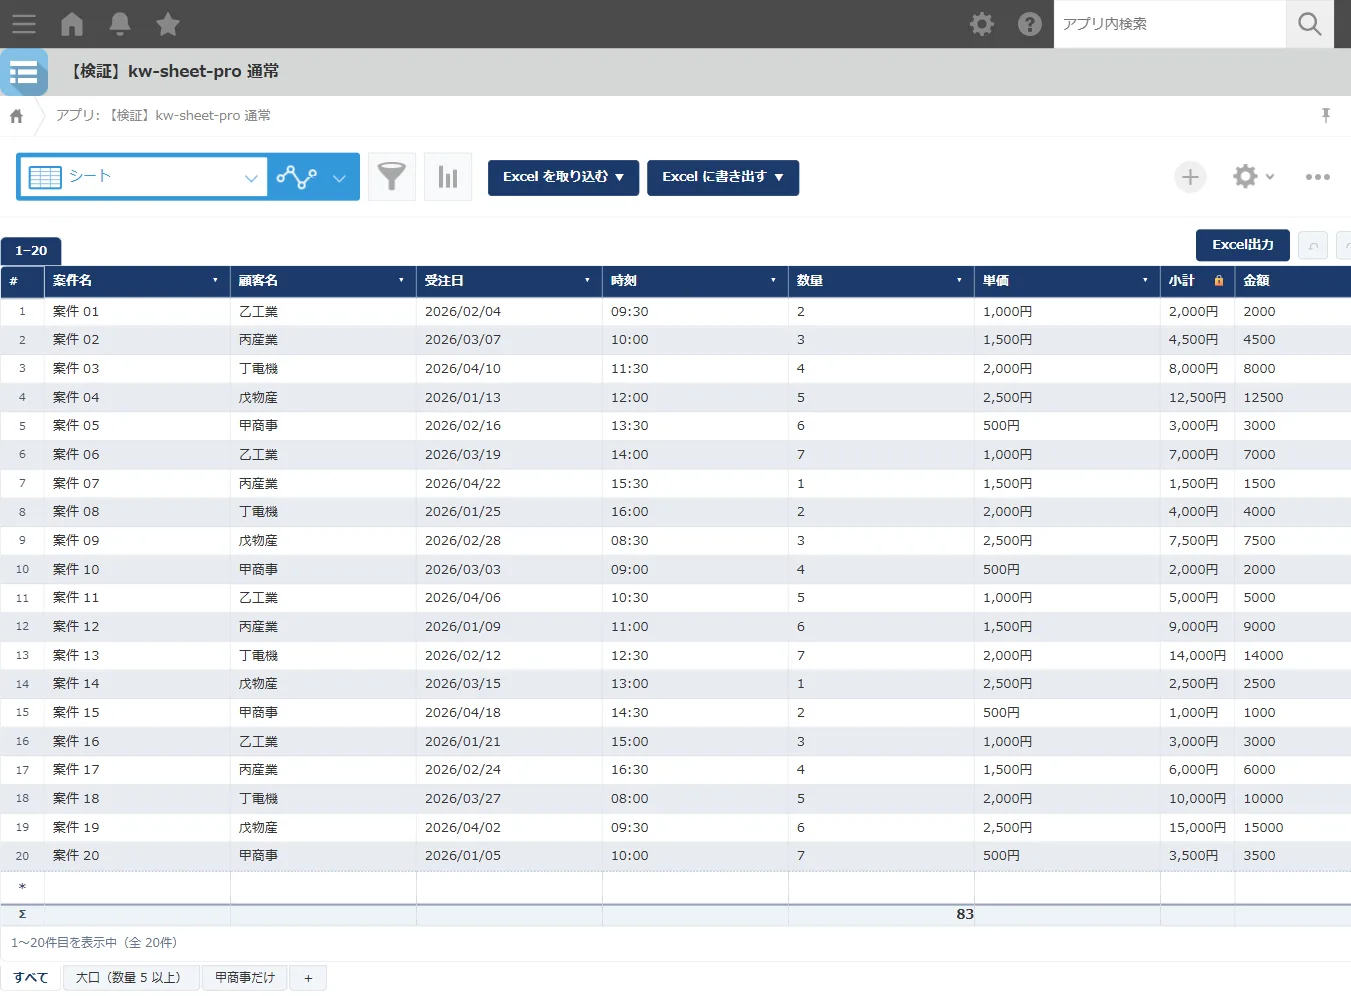 アプリ内検索
【検証】kw-sheet-pro 通常
アプリ: 【検証】kw-sheet-pro 通常
シート
Excel を取り込む ▼
Excel に書き出す ▼
1–20
Excel出力
# 案件名 顧客名 受注日 時刻 数量 単価 小計 金額
1 案件 01 乙工業 2026/02/04 09:30 2 1,000円 2,000円 2000
2 案件 02 丙産業 2026/03/07 10:00 3 1,500円 4,500円 4500
3 案件 03 丁電機 2026/04/10 11:30 4 2,000円 8,000円 8000
4 案件 04 戊物産 2026/01/13 12:00 5 2,500円 12,500円 12500
5 案件 05 甲商事 2026/02/16 13:30 6 500円 3,000円 3000
6 案件 06 乙工業 2026/03/19 14:00 7 1,000円 7,000円 7000
7 案件 07 丙産業 2026/04/22 15:30 1 1,500円 1,500円 1500
8 案件 08 丁電機 2026/01/25 16:00 2 2,000円 4,000円 4000
9 案件 09 戊物産 2026/02/28 08:30 3 2,500円 7,500円 7500
10 案件 10 甲商事 2026/03/03 09:00 4 500円 2,000円 2000
11 案件 11 乙工業 2026/04/06 10:30 5 1,000円 5,000円 5000
12 案件 12 丙産業 2026/01/09 11:00 6 1,500円 9,000円 9000
13 案件 13 丁電機 2026/02/12 12:30 7 2,000円 14,000円 14000
14 案件 14 戊物産 2026/03/15 13:00 1 2,500円 2,500円 2500
15 案件 15 甲商事 2026/04/18 14:30 2 500円 1,000円 1000
16 案件 16 乙工業 2026/01/21 15:00 3 1,000円 3,000円 3000
17 案件 17 丙産業 2026/02/24 16:30 4 1,500円 6,000円 6000
18 案件 18 丁電機 2026/03/27 08:00 5 2,000円 10,000円 10000
19 案件 19 戊物産 2026/04/02 09:30 6 2,500円 15,000円 15000
20 案件 20 甲商事 2026/01/05 10:00 7 500円 3,500円 3500
*
Σ 83
1〜20件目を表示中（全 20件）
すべて 大口（数量 5 以上） 甲商事だけ +